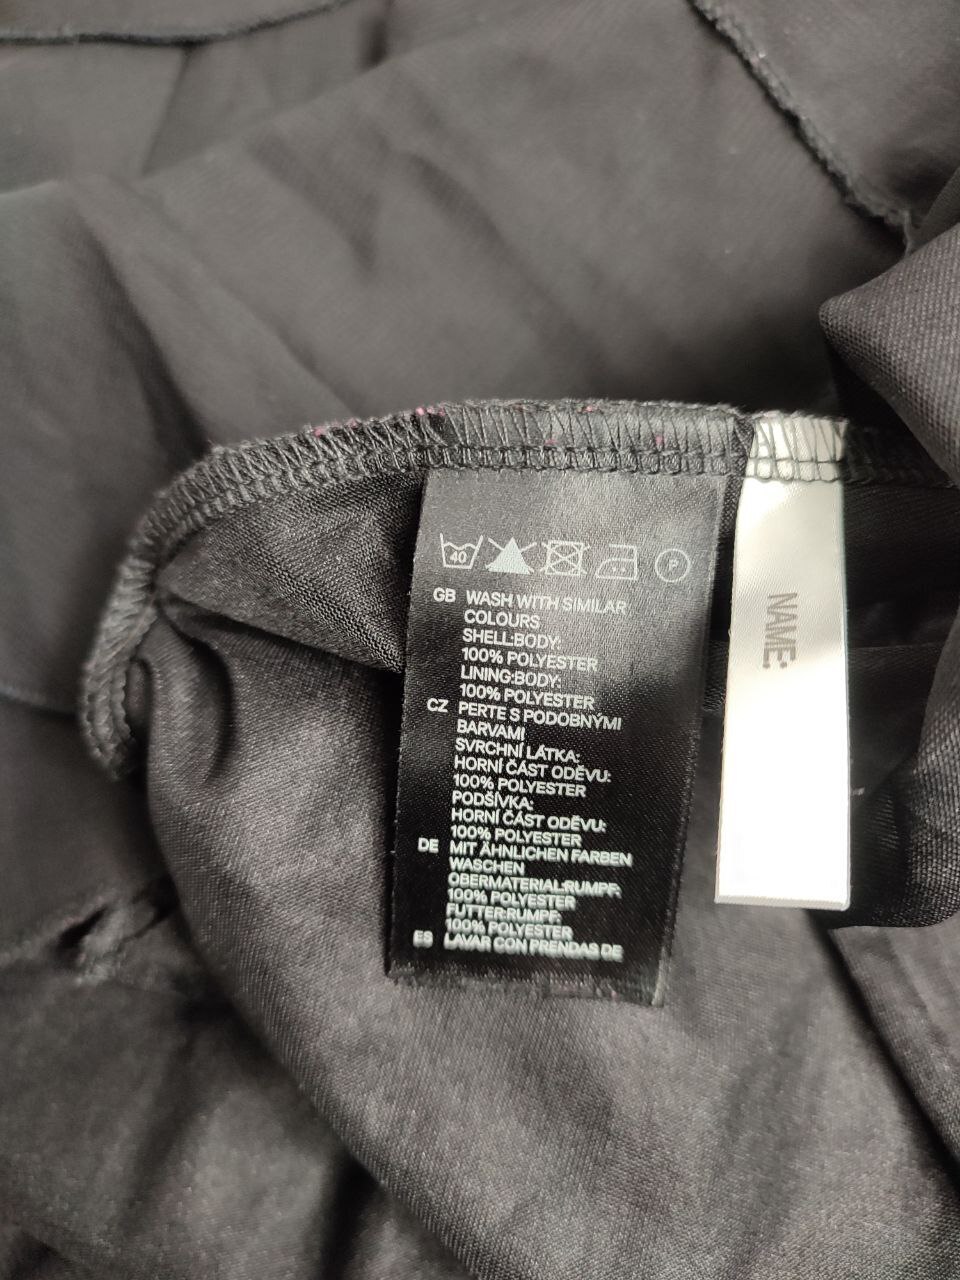 40
P
GB WASH WITH SIMILAR
COLOURS
SHELL:BODY:
100% POLYESTER
LINING:BODY:
100% POLYESTER
CZ PERTE S PODOBNÝMI
BARVAMI
SVRCHNÍ LÁTKA:
HORNÍ ČÁST ODĚVU:
100% POLYESTER
PODŠÍVKA:
HORNÍ ČÁST ODĚVU:
100% POLYESTER
DE MIT ÄHNLICHEN FARBEN
WASCHEN
OBERMATERIAL:RUMPF:
100% POLYESTER
FUTTER:RUMPF:
100% POLYESTER
ES LAVAR CON PRENDAS DE
NAME: